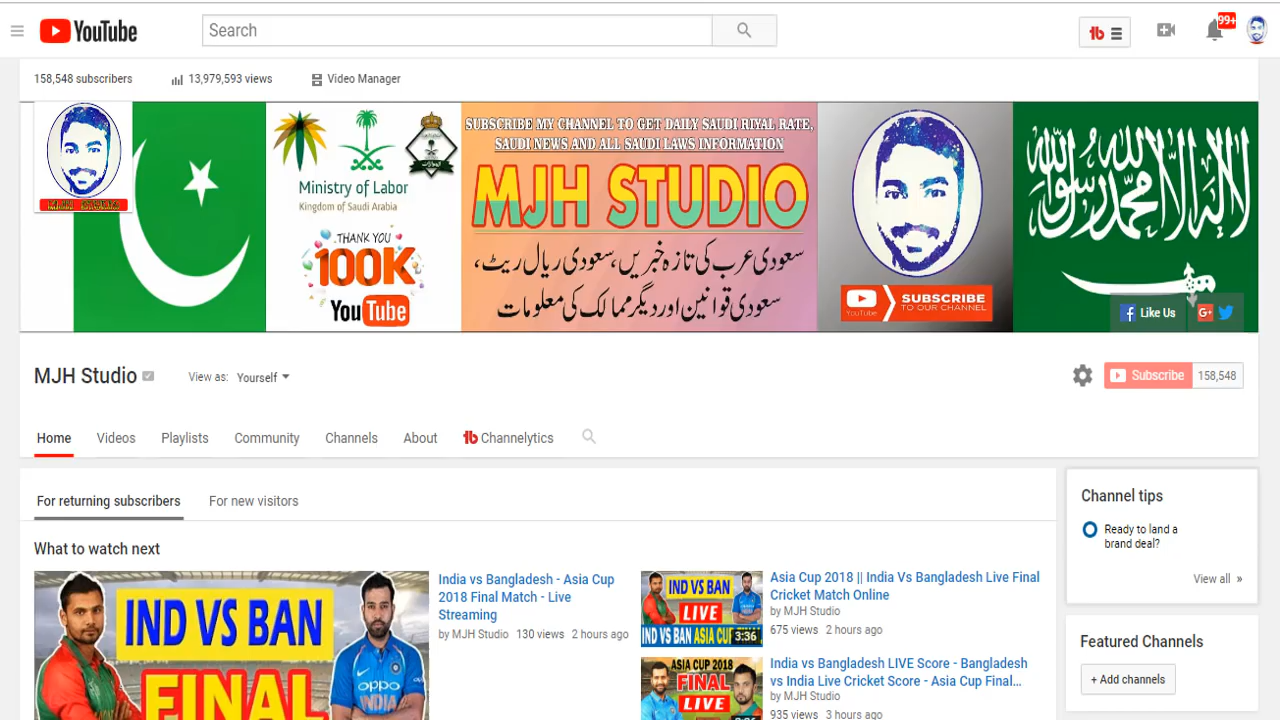 YouTube
Search
99+
158,548 subscribers
13,979,593 views
Video Manager
MJH STUDIO
Ministry of Labor
Kingdom of Saudi Arabia
THANK YOU
100K
YouTube
SUBSCRIBE MY CHANNEL TO GET DAILY SAUDI RIYAL RATE,
SAUDI NEWS AND ALL SAUDI LAWS INFORMATION
MJH STUDIO
سعودی عرب کی تازہ خبریں، سعودی ریال ریٹ،
سعودی قوانین اور دیگر ممالک کی معلومات
YouTube
SUBSCRIBE
TO OUR CHANNEL
لا إله إلا الله محمد رسول الله
Like Us
G+
MJH Studio
View as: Yourself
Subscribe 158,548
Home Videos Playlists Community Channels About Channelytics
For returning subscribers
For new visitors
What to watch next
IND VS BAN
FINAL
oppo
INDIA
India vs Bangladesh - Asia Cup
2018 Final Match - Live
Streaming
by MJH Studio 130 views 2 hours ago
IND VS BAN
LIVE
IND VS BAN ASIA CUP
3:36
Asia Cup 2018 || India Vs Bangladesh Live Final
Cricket Match Online
by MJH Studio
675 views 2 hours ago
ASIA CUP 2018
FINAL
LIVE
India vs Bangladesh LIVE Score - Bangladesh
vs India Live Cricket Score - Asia Cup Final...
by MJH Studio
935 views 3 hours ago
Channel tips
Ready to land a
brand deal?
View all »
Featured Channels
+ Add channels